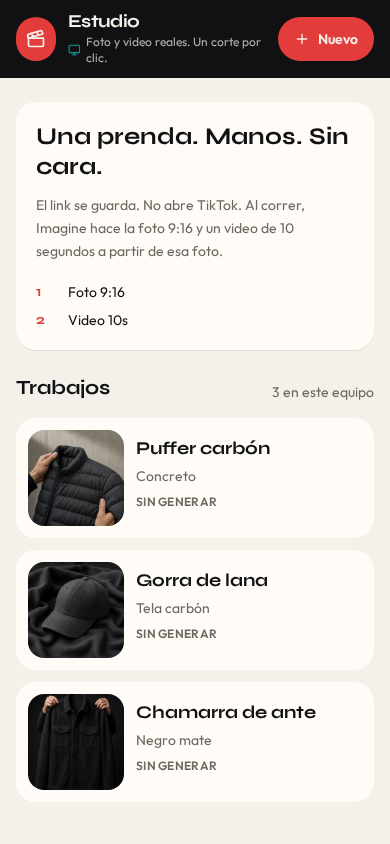 Estudio
Foto y video reales. Un corte por
clic.
Nuevo
Una prenda. Manos. Sin
cara.
El link se guarda. No abre TikTok. Al correr,
Imagine hace la foto 9:16 y un video de 10
segundos a partir de esa foto.
1 Foto 9:16
2 Video 10s
Trabajos
3 en este equipo
Puffer carbón
Concreto
SIN GENERAR
Gorra de lana
Tela carbón
SIN GENERAR
Chamarra de ante
Negro mate
SIN GENERAR